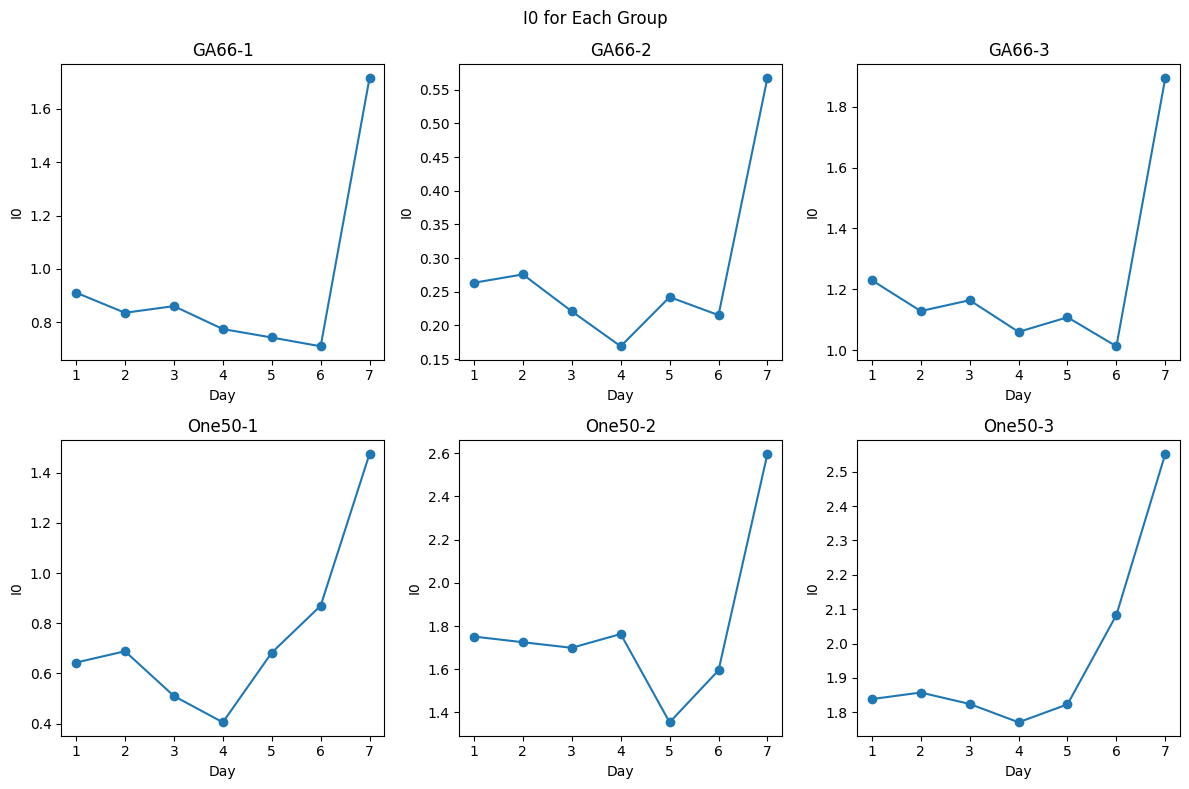 I0 for Each Group
GA66-1
1.6
1.4
1.2
1.0
0.8
I0
1 2 3 4 5 6 7
Day
GA66-2
0.55
0.50
0.45
0.40
0.35
0.30
0.25
0.20
0.15
I0
1 2 3 4 5 6 7
Day
GA66-3
1.8
1.6
1.4
1.2
1.0
I0
1 2 3 4 5 6 7
Day
One50-1
1.4
1.2
1.0
0.8
0.6
0.4
I0
1 2 3 4 5 6 7
Day
One50-2
2.6
2.4
2.2
2.0
1.8
1.6
1.4
I0
1 2 3 4 5 6 7
Day
One50-3
2.5
2.4
2.3
2.2
2.1
2.0
1.9
1.8
I0
1 2 3 4 5 6 7
Day